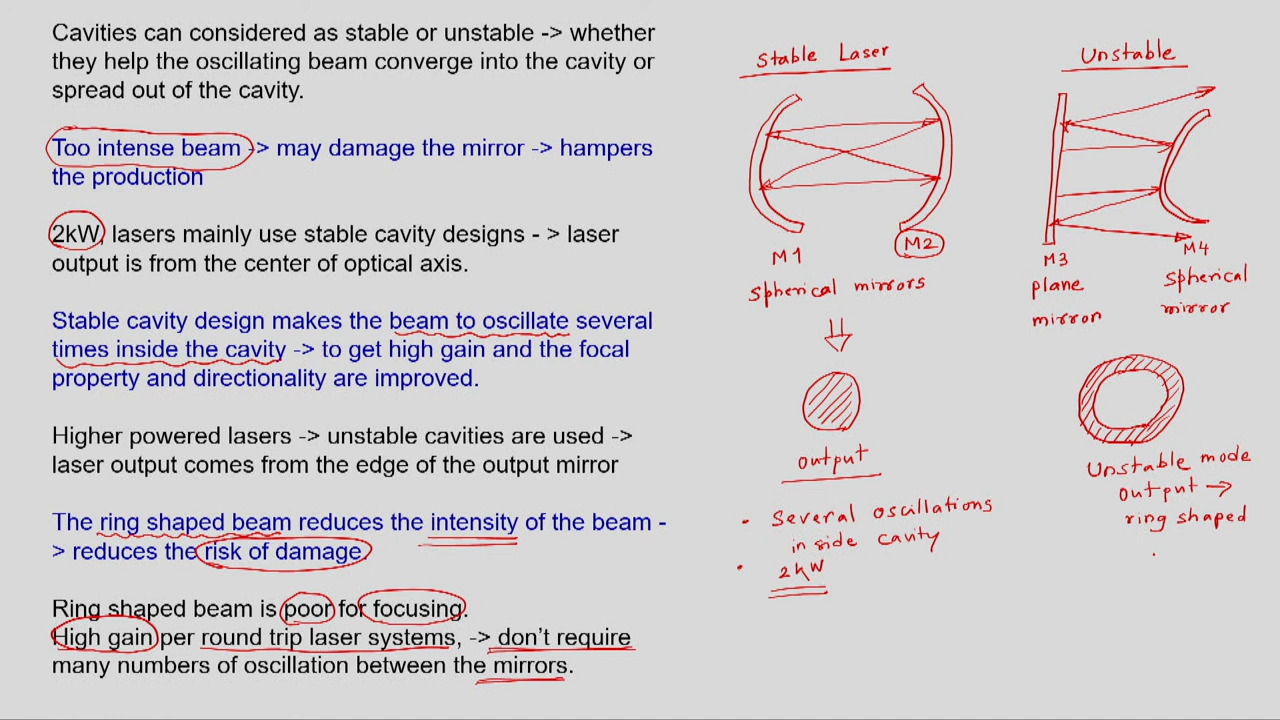 Cavities can considered as stable or unstable -> whether
they help the oscillating beam converge into the cavity or
spread out of the cavity.
Too intense beam -> may damage the mirror -> hampers
the production
2kW, lasers mainly use stable cavity designs - > laser
output is from the center of optical axis.
Stable cavity design makes the beam to oscillate several
times inside the cavity -> to get high gain and the focal
property and directionality are improved.
Higher powered lasers -> unstable cavities are used ->
laser output comes from the edge of the output mirror
The ring shaped beam reduces the intensity of the beam -
> reduces the risk of damage.
Ring shaped beam is poor for focusing.
High gain per round trip laser systems, -> don't require
many numbers of oscillation between the mirrors.
Stable Laser
M1
M2
Spherical mirrors
output
• Several oscillations
in side cavity
• 2kW
Unstable
M3
plane
mirror
M4
Spherical
mirror
Unstable mode
output →
ring shaped